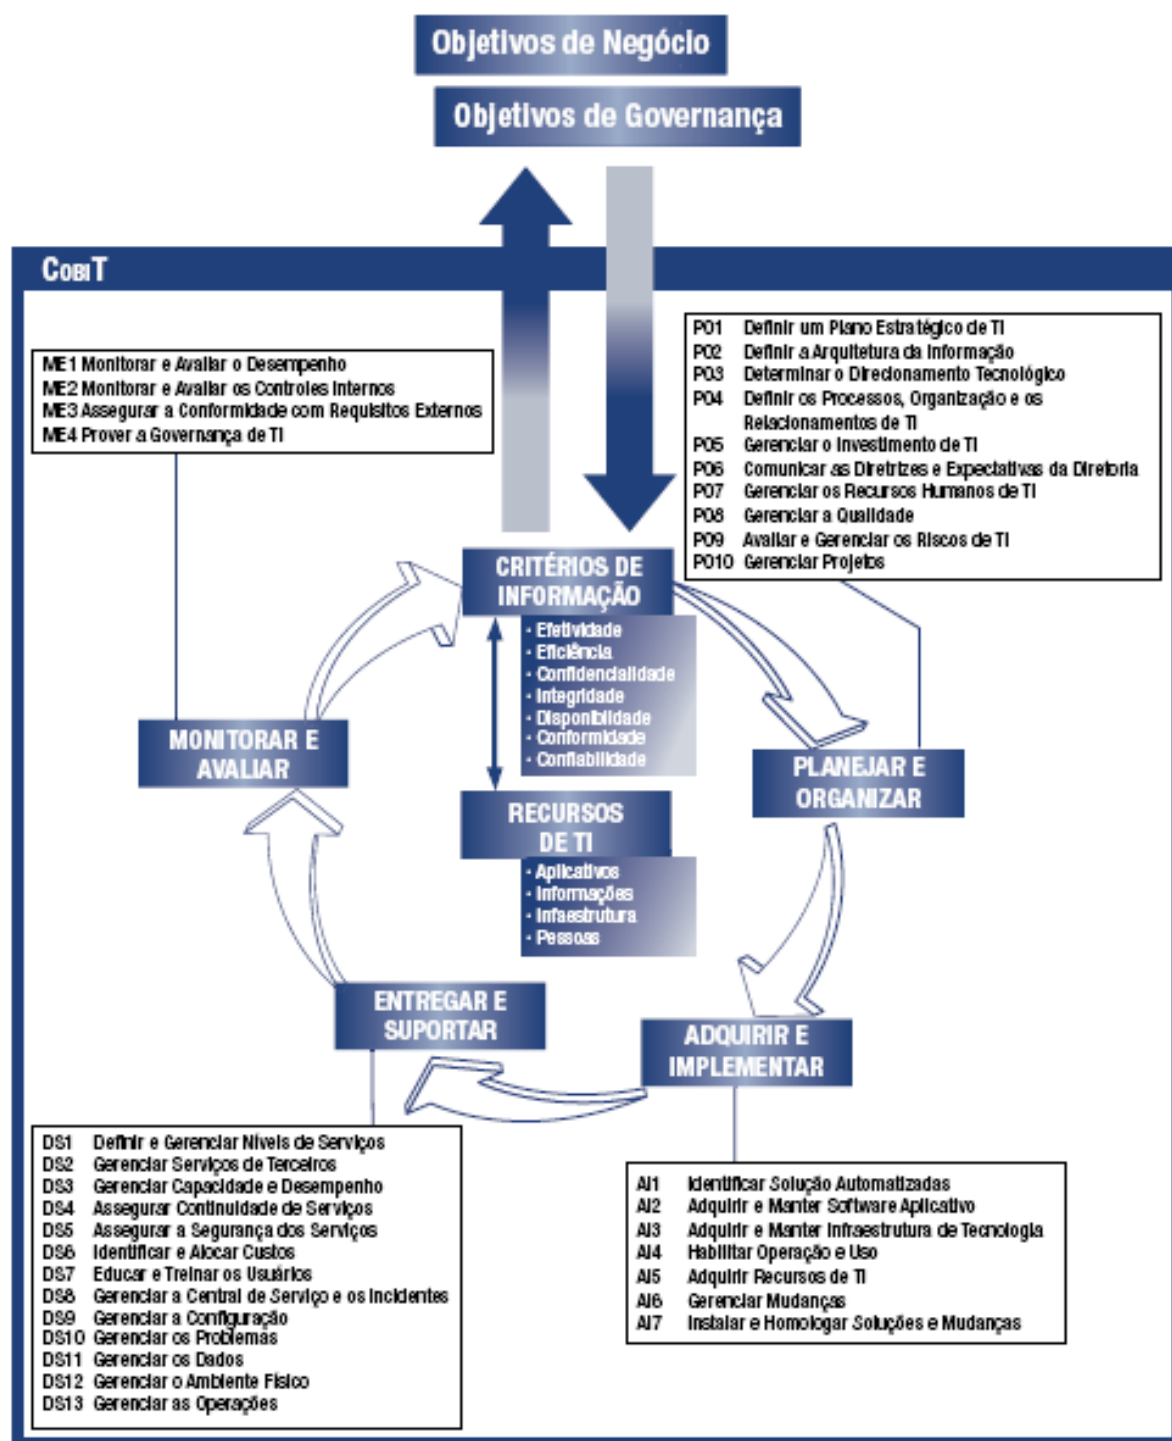 Objetivos de Negócio
Objetivos de Governança
COBIT
ME1 Monitorar e Avaliar o Desempenho
ME2 Monitorar e Avaliar os Controles Internos
ME3 Assegurar a Conformidade com Requisitos Externos
ME4 Prover a Governança de TI
PO1 Definir um Plano Estratégico de TI
PO2 Definir a Arquitetura da Informação
PO3 Determinar o Direcionamento Tecnológico
PO4 Definir os Processos, Organização e os
Relacionamentos de TI
PO5 Gerenciar o Investimento de TI
PO6 Comunicar as Diretrizes e Expectativas da Diretoria
PO7 Gerenciar os Recursos Humanos de TI
PO8 Gerenciar a Qualidade
PO9 Avaliar e Gerenciar os Riscos de TI
PO10 Gerenciar Projetos
CRITÉRIOS DE
INFORMAÇÃO
· Efetividade
· Eficiência
· Confidencialidade
· Integridade
· Disponiblidade
· Conformidade
· Confiabilidade
MONITORAR E
AVALIAR
PLANEJAR E
ORGANIZAR
RECURSOS
DE TI
· Aplicativos
· Informações
· Infaestrutura
· Pessoas
ENTREGAR E
SUPORTAR
ADQUIRIR E
IMPLEMENTAR
DS1 Definir e Gerenciar Níveis de Serviços
DS2 Gerenciar Serviços de Terceiros
DS3 Gerenciar Capacidade e Desempenho
DS4 Assegurar Continuidade de Serviços
DS5 Assegurar a Segurança dos Serviços
DS6 Identificar e Alocar Custos
DS7 Educar e Treinar os Usuários
DS8 Gerenciar a Central de Serviço e os Incidentes
DS9 Gerenciar a Configuração
DS10 Gerenciar os Problemas
DS11 Gerenciar os Dados
DS12 Gerenciar o Ambiente Físico
DS13 Gerenciar as Operações
AI1 Identificar Solução Automatizadas
AI2 Adquirir e Manter Software Aplicativo
AI3 Adquirir e Manter Infraestrutura de Tecnologia
AI4 Habilitar Operação e Uso
AI5 Adquirir Recursos de TI
AI6 Gerenciar Mudanças
AI7 Instalar e Homologar Soluções e Mudanças